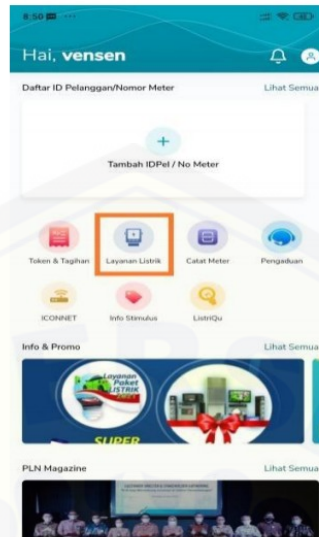 8:50
Hai, vensen
Daftar ID Pelanggan/Nomor Meter Lihat Semua
+
Tambah IDPel / No Meter
Token & Tagihan Layanan Listrik Catat Meter Pengaduan
ICONNET Info Stimulus ListriQu
Info & Promo Lihat Semua
Layanan
Paket
LISTRIK
SUPER
PLN Magazine Lihat Semua